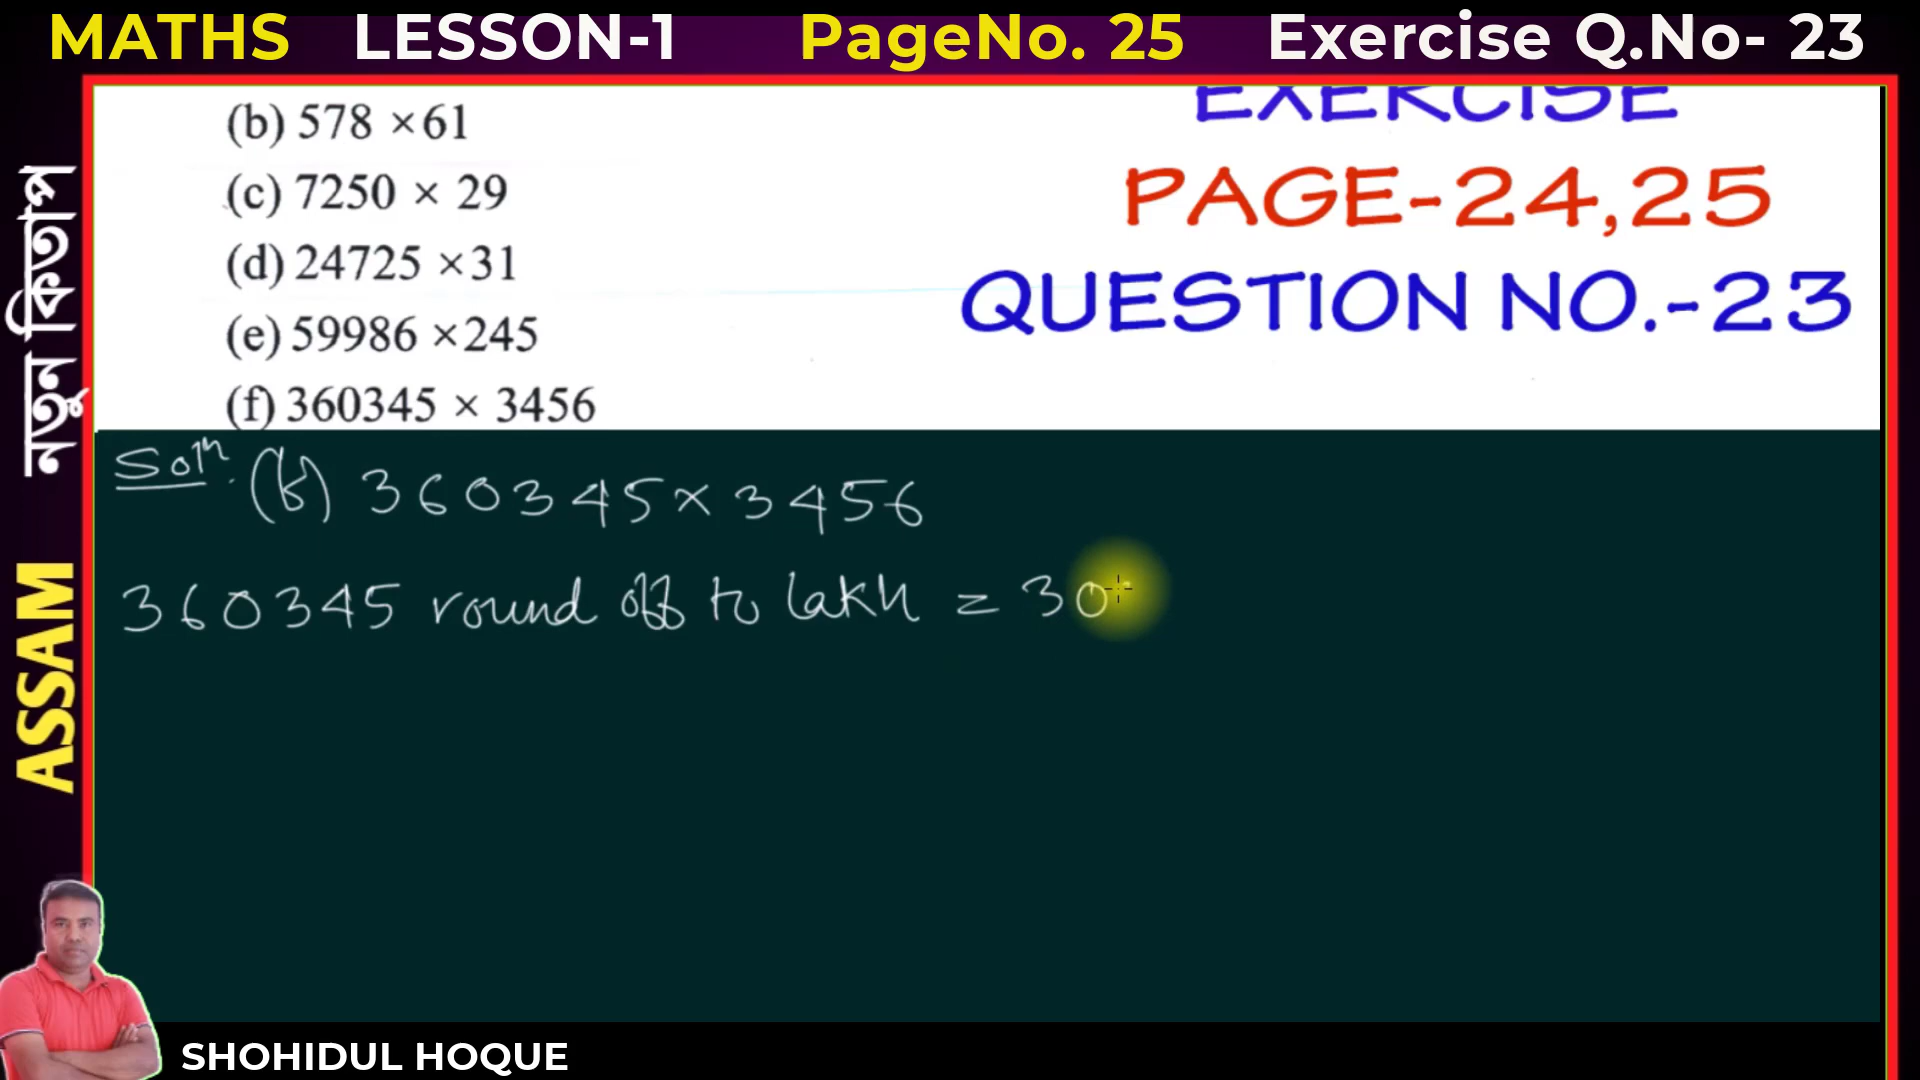 MATHS LESSON-1 PageNo. 25 Exercise Q.No- 23
(b) 578 ×61
(c) 7250 × 29
(d) 24725 ×31
(e) 59986 ×245
(f) 360345 × 3456
EXERCISE
PAGE-24,25
QUESTION NO.-23
নতুন কিতাপ
ASSAM
Soln. (f) 360345 × 3456
360345 round off to lakh = 30
SHOHIDUL HOQUE